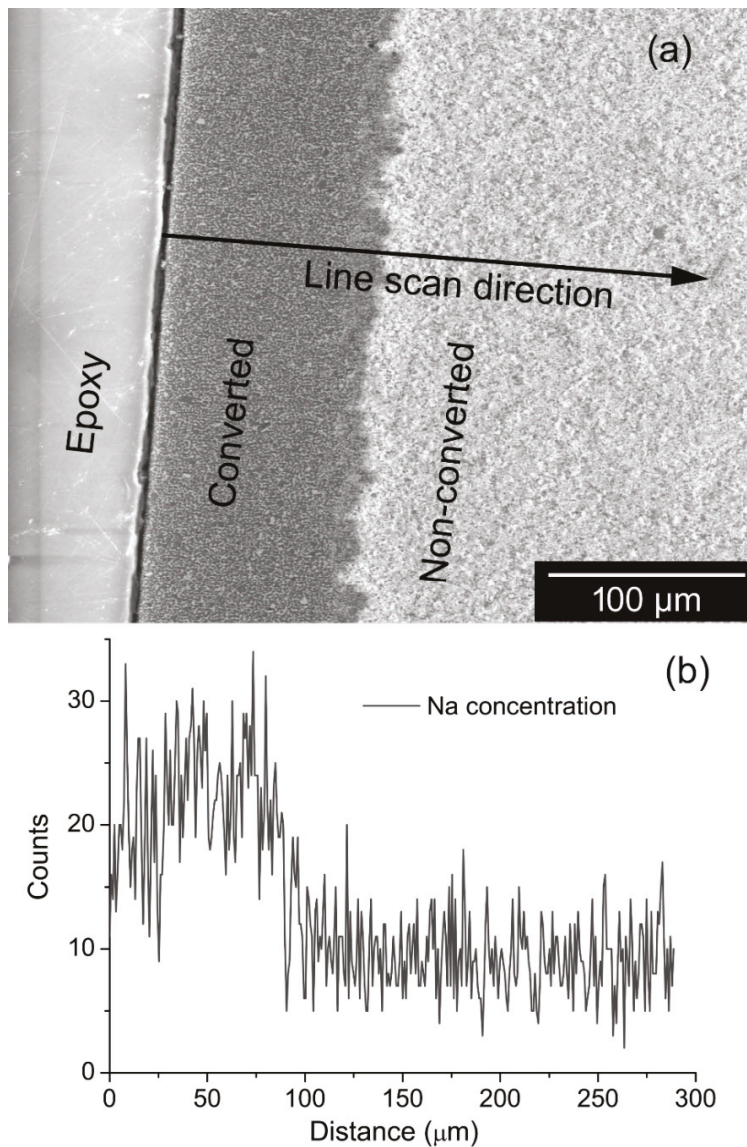 (a)
Line scan direction
Epoxy
Converted
Non-converted
100 μm
(b)
Na concentration
30
20
10
0
Counts
0 50 100 150 200 250 300
Distance (μm)